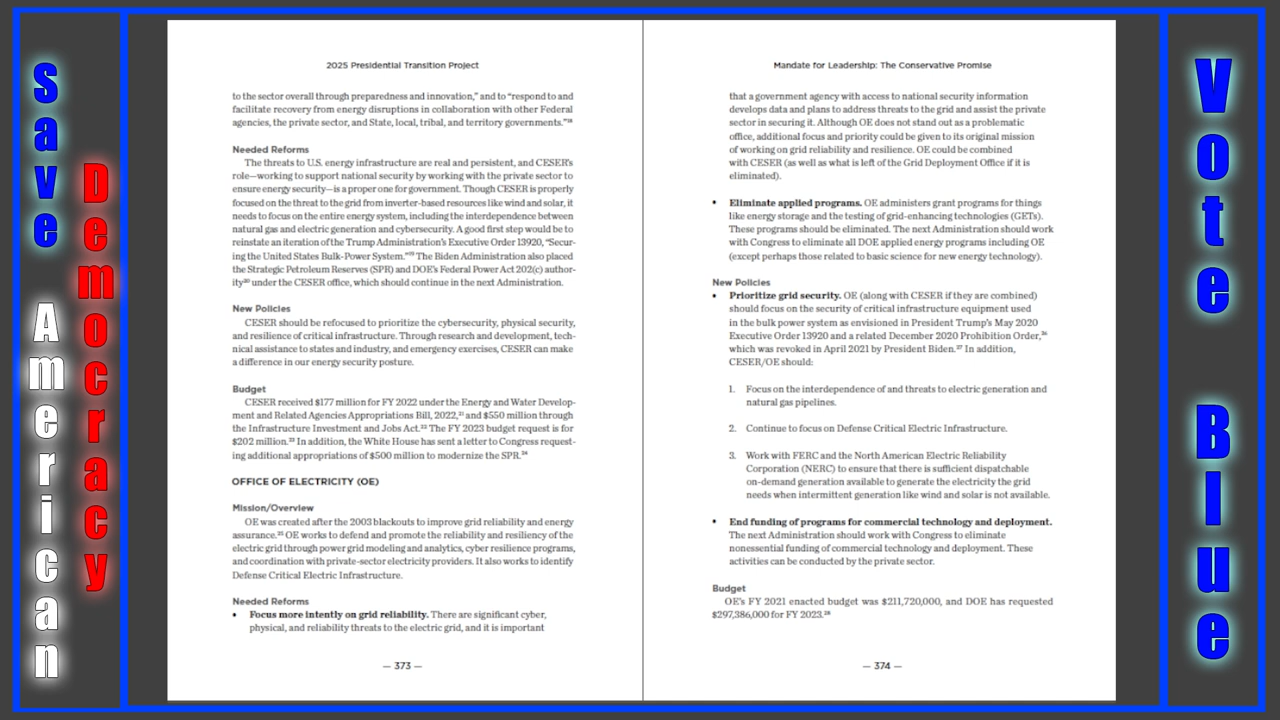 Save American
Democracy
2025 Presidential Transition Project
to the sector overall through preparedness and innovation,” and to “respond to and
facilitate recovery from energy disruptions in collaboration with other Federal
agencies, the private sector, and State, local, tribal, and territory governments.”18
Needed Reforms
The threats to U.S. energy infrastructure are real and persistent, and CESER’s
role—working to support national security by working with the private sector to
ensure energy security—is a proper one for government. Though CESER is properly
focused on the threat to the grid from inverter-based resources like wind and solar, it
needs to focus on the entire energy system, including the interdependence between
natural gas and electric generation and cybersecurity. A good first step would be to
reinstate an iteration of the Trump Administration’s Executive Order 13920, “Secur-
ing the United States Bulk-Power System.”19 The Biden Administration also placed
the Strategic Petroleum Reserves (SPR) and DOE’s Federal Power Act 202(c) author-
ity20 under the CESER office, which should continue in the next Administration.
New Policies
CESER should be refocused to prioritize the cybersecurity, physical security,
and resilience of critical infrastructure. Through research and development, tech-
nical assistance to states and industry, and emergency exercises, CESER can make
a difference in our energy security posture.
Budget
CESER received $177 million for FY 2022 under the Energy and Water Develop-
ment and Related Agencies Appropriations Bill, 2022,21 and $550 million through
the Infrastructure Investment and Jobs Act.22 The FY 2023 budget request is for
$202 million.23 In addition, the White House has sent a letter to Congress request-
ing additional appropriations of $500 million to modernize the SPR.24
OFFICE OF ELECTRICITY (OE)
Mission/Overview
OE was created after the 2003 blackouts to improve grid reliability and energy
assurance.25 OE works to defend and promote the reliability and resiliency of the
electric grid through power grid modeling and analytics, cyber resilience programs,
and coordination with private-sector electricity providers. It also works to identify
Defense Critical Electric Infrastructure.
Needed Reforms
• Focus more intently on grid reliability. There are significant cyber,
physical, and reliability threats to the electric grid, and it is important
— 373 —
Mandate for Leadership: The Conservative Promise
that a government agency with access to national security information
develops data and plans to address threats to the grid and assist the private
sector in securing it. Although OE does not stand out as a problematic
office, additional focus and priority could be given to its original mission
of working on grid reliability and resilience. OE could be combined
with CESER (as well as what is left of the Grid Deployment Office if it is
eliminated).
• Eliminate applied programs. OE administers grant programs for things
like energy storage and the testing of grid-enhancing technologies (GETs).
These programs should be eliminated. The next Administration should work
with Congress to eliminate all DOE applied energy programs including OE
(except perhaps those related to basic science for new energy technology).
New Policies
• Prioritize grid security. OE (along with CESER if they are combined)
should focus on the security of critical infrastructure equipment used
in the bulk power system as envisioned in President Trump’s May 2020
Executive Order 13920 and a related December 2020 Prohibition Order,26
which was revoked in April 2021 by President Biden.27 In addition,
CESER/OE should:
1. Focus on the interdependence of and threats to electric generation and
natural gas pipelines.
2. Continue to focus on Defense Critical Electric Infrastructure.
3. Work with FERC and the North American Electric Reliability
Corporation (NERC) to ensure that there is sufficient dispatchable
on-demand generation available to generate the electricity the grid
needs when intermittent generation like wind and solar is not available.
• End funding of programs for commercial technology and deployment.
The next Administration should work with Congress to eliminate
nonessential funding of commercial technology and deployment. These
activities can be conducted by the private sector.
Budget
OE’s FY 2021 enacted budget was $211,720,000, and DOE has requested
$297,386,000 for FY 2023.28
— 374 —
Vote Blue